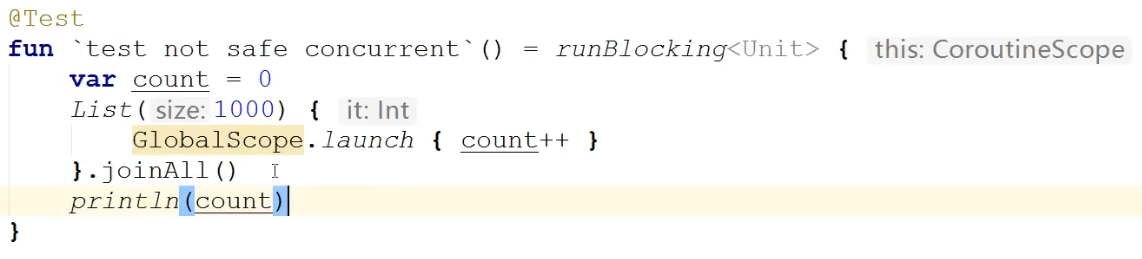 @Test
fun `test not safe concurrent`() = runBlocking<Unit> { this: CoroutineScope
var count = 0
List( size: 1000) { it: Int
GlobalScope.launch { count++ }
}.joinAll()
println(count)
}